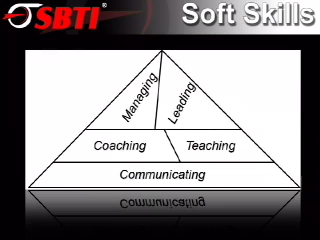 SBTI®
Soft Skills
Managing
Leading
Coaching
Teaching
Communicating